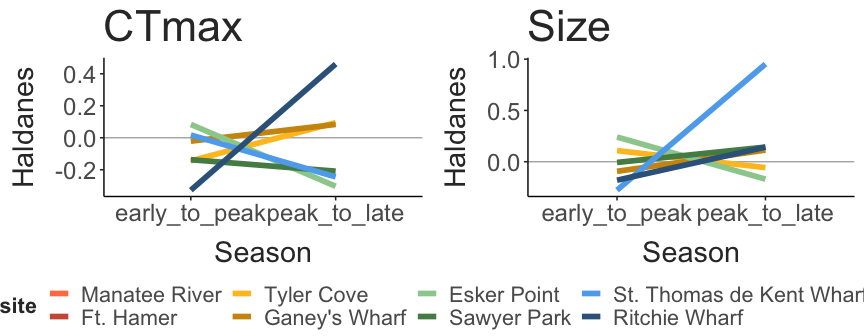 CTmax
Size
Haldanes
0.4
0.2
0.0
-0.2
early_to_peak
peak_to_late
Season
Haldanes
1.0
0.5
0.0
early_to_peak
peak_to_late
Season
site
Manatee River
Tyler Cove
Esker Point
St. Thomas de Kent Wharf
Ft. Hamer
Ganey's Wharf
Sawyer Park
Ritchie Wharf